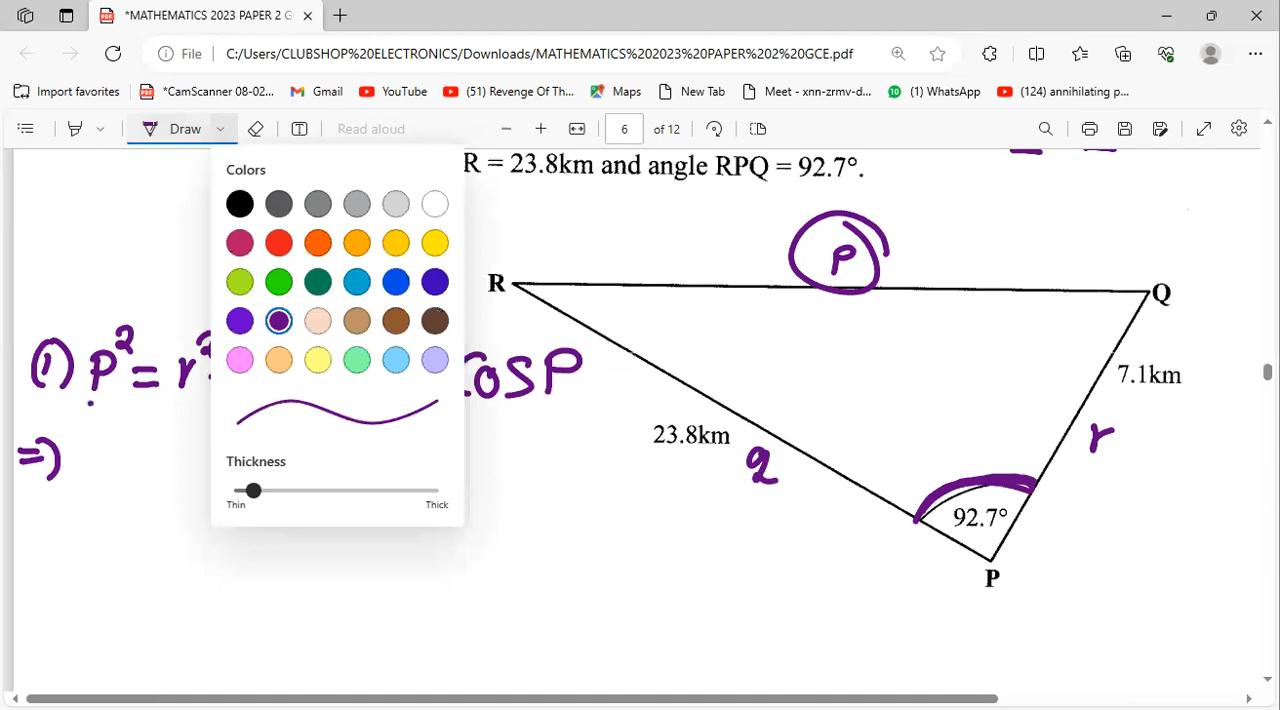 *MATHEMATICS 2023 PAPER 2 G
File C:/Users/CLUBSHOP%20ELECTRONICS/Downloads/MATHEMATICS%202023%20PAPER%202%20GCE.pdf
Import favorites *CamScanner 08-02... Gmail YouTube (51) Revenge Of Th... Maps New Tab Meet - xnn-zrmv-d... 10 (1) WhatsApp (124) annihilating p...
Draw Read aloud 6 of 12
R = 23.8km and angle RPQ = 92.7°.
Colors
P
R
Q
(1) P² = r² cos P
7.1km
r
23.8km
q
=)
Thickness
Thin Thick
92.7°
P